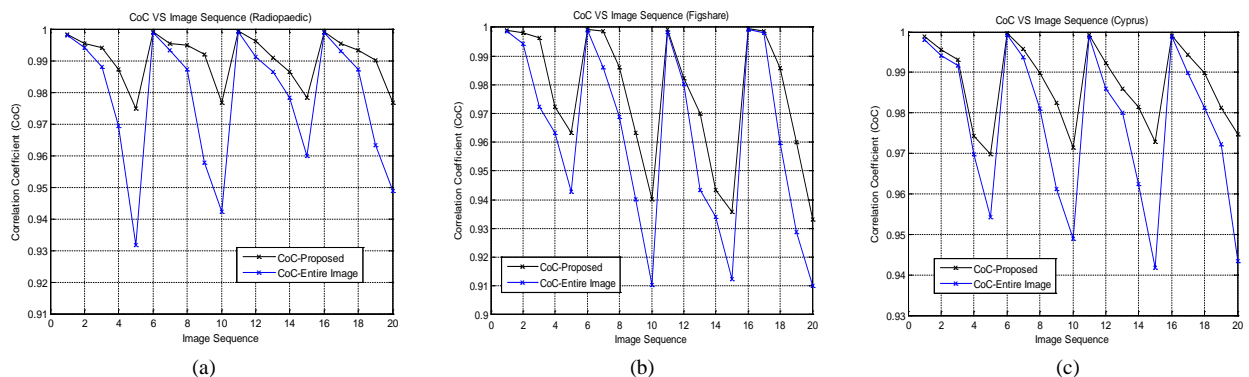 CoC VS Image Sequence (Radiopaedic)
Correlation Coefficient (CoC)
1
0.99
0.98
0.97
0.96
0.95
0.94
0.93
0.92
0.91
CoC-Proposed
CoC-Entire Image
0 2 4 6 8 10 12 14 16 18 20
Image Sequence
(a)
CoC VS Image Sequence (Figshare)
Correlation Coefficient (CoC)
1
0.99
0.98
0.97
0.96
0.95
0.94
0.93
0.92
0.91
0.9
CoC-Proposed
CoC-Entire Image
0 2 4 6 8 10 12 14 16 18 20
Image Sequence
(b)
CoC VS Image Sequence (Cyprus)
Correlation Coefficient (CoC)
1
0.99
0.98
0.97
0.96
0.95
0.94
0.93
CoC-Proposed
CoC-Entire Image
0 2 4 6 8 10 12 14 16 18 20
Image Sequence
(c)